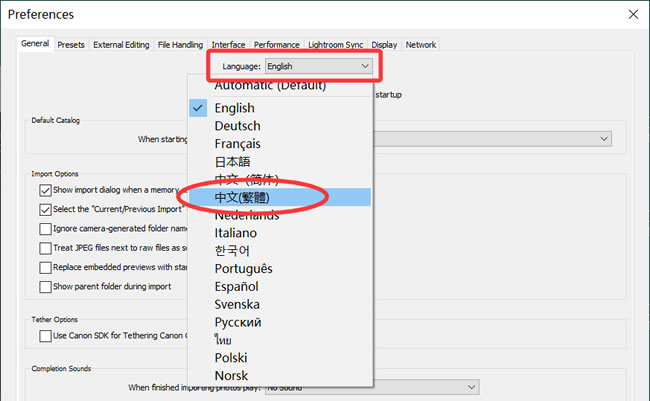 Preferences
General Presets External Editing File Handling Interface Performance Lightroom Sync Display Network
Language: English
Automatic (Default)
startup
English
Default Catalog
Deutsch
When starting
Français
日本語
Import Options
中文（简体）
Show import dialog when a memory
中文(繁體)
Select the "Current/Previous Import"
Nederlands
Ignore camera-generated folder
Italiano
Treat JPEG files next to raw files as
한국어
Replace embedded previews with
Português
Show parent folder during import
Español
Svenska
Tether Options
Русский
Use Canon SDK for Tethering Canon
ไทย
Polski
Completion Sounds
Norsk
When finished importing photos play: No Sound